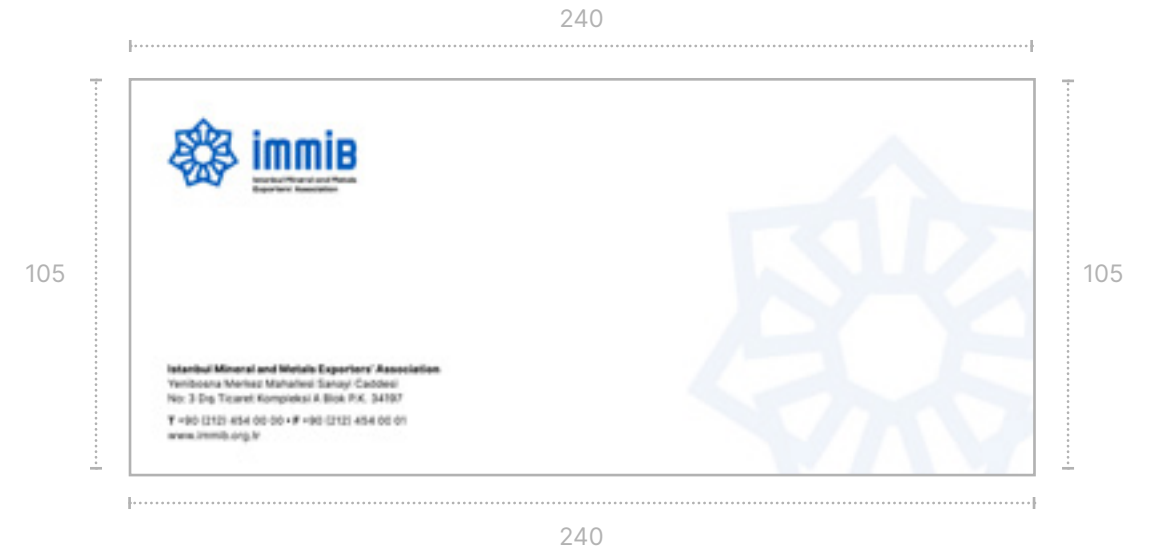 240
immiB
Istanbul Mineral and Metals
Exporters' Association
105
105
Istanbul Mineral and Metals Exporters' Association
Yenibosna Merkez Mahallesi Sanayi Caddesi
No: 3 Dış Ticaret Kompleksi A Blok P.K. 34197
T +90 (212) 454 00 00 • F +90 (212) 454 00 01
www.immib.org.tr
240